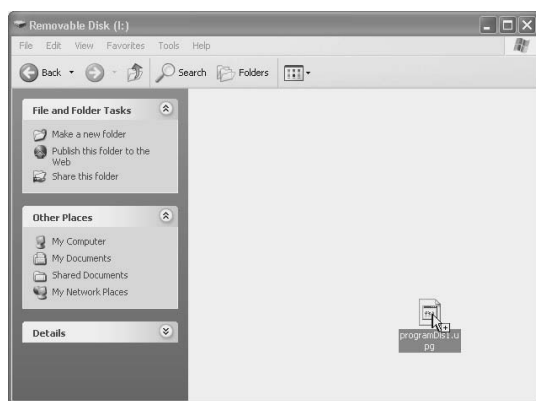 Removable Disk (I:)
File Edit View Favorites Tools Help
Back Search Folders
File and Folder Tasks
Make a new folder
Publish this folder to the
Web
Share this folder
Other Places
My Computer
My Documents
Shared Documents
My Network Places
Details
programDis1.u
pg